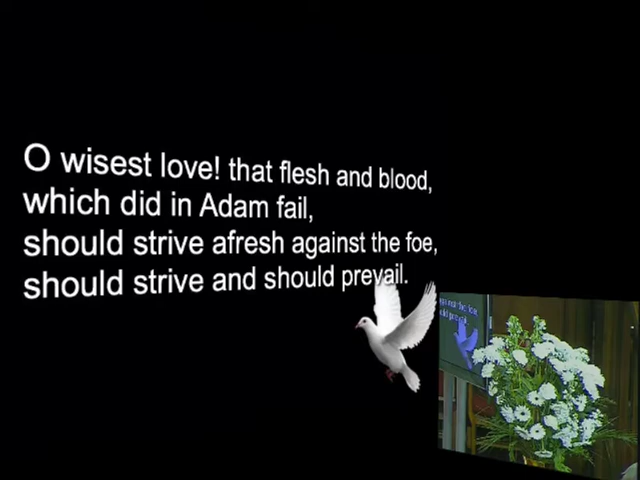 O wisest love! that flesh and blood,
which did in Adam fail,
should strive afresh against the foe,
should strive and should prevail.